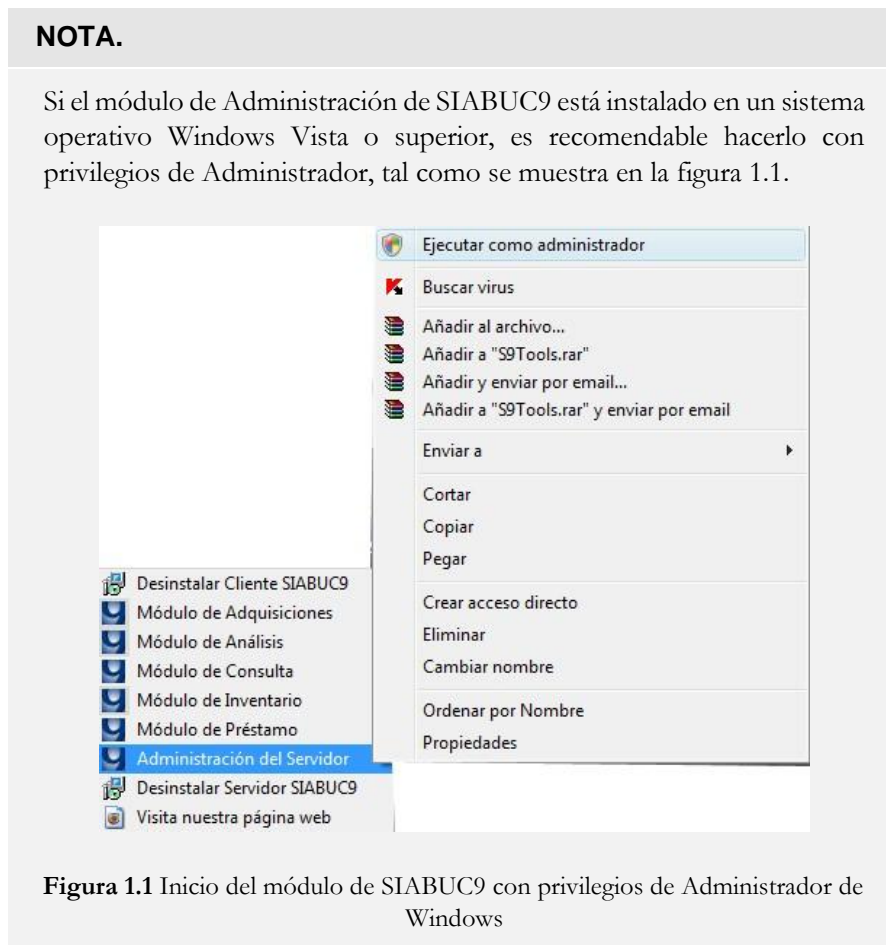 NOTA.
Si el módulo de Administración de SIABUC9 está instalado en un sistema
operativo Windows Vista o superior, es recomendable hacerlo con
privilegios de Administrador, tal como se muestra en la figura 1.1.
Ejecutar como administrador
Buscar virus
Añadir al archivo...
Añadir a "S9Tools.rar"
Añadir y enviar por email...
Añadir a "S9Tools.rar" y enviar por email
Enviar a
Cortar
Copiar
Pegar
Crear acceso directo
Eliminar
Cambiar nombre
Ordenar por Nombre
Propiedades
Desinstalar Cliente SIABUC9
Módulo de Adquisiciones
Módulo de Análisis
Módulo de Consulta
Módulo de Inventario
Módulo de Préstamo
Administración del Servidor
Desinstalar Servidor SIABUC9
Visita nuestra página web
Figura 1.1 Inicio del módulo de SIABUC9 con privilegios de Administrador de
Windows